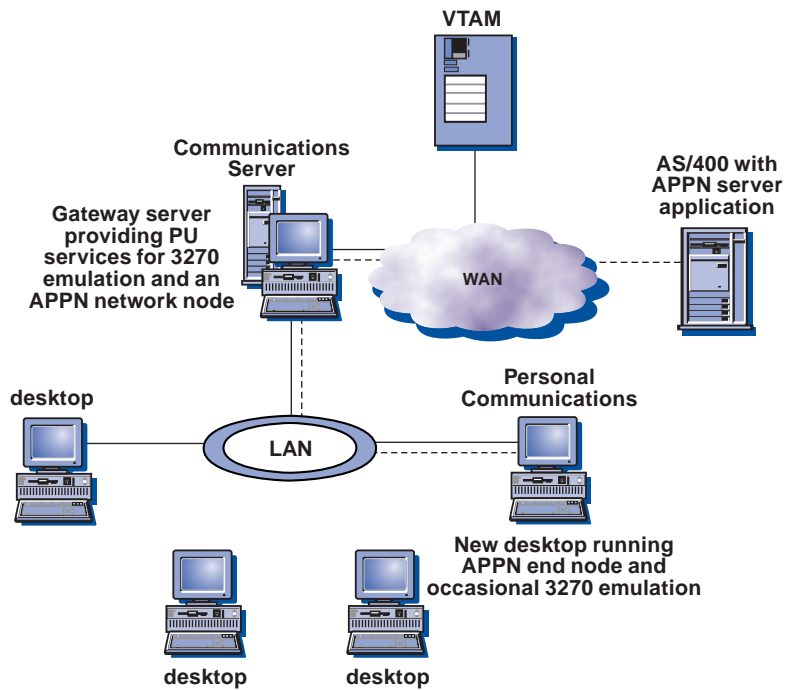 VTAM
Communications
Server
AS/400 with
APPN server
application
Gateway server
providing PU
services for 3270
emulation and an
APPN network node
WAN
Personal
Communications
desktop
LAN
New desktop running
APPN end node and
occasional 3270 emulation
desktop
desktop